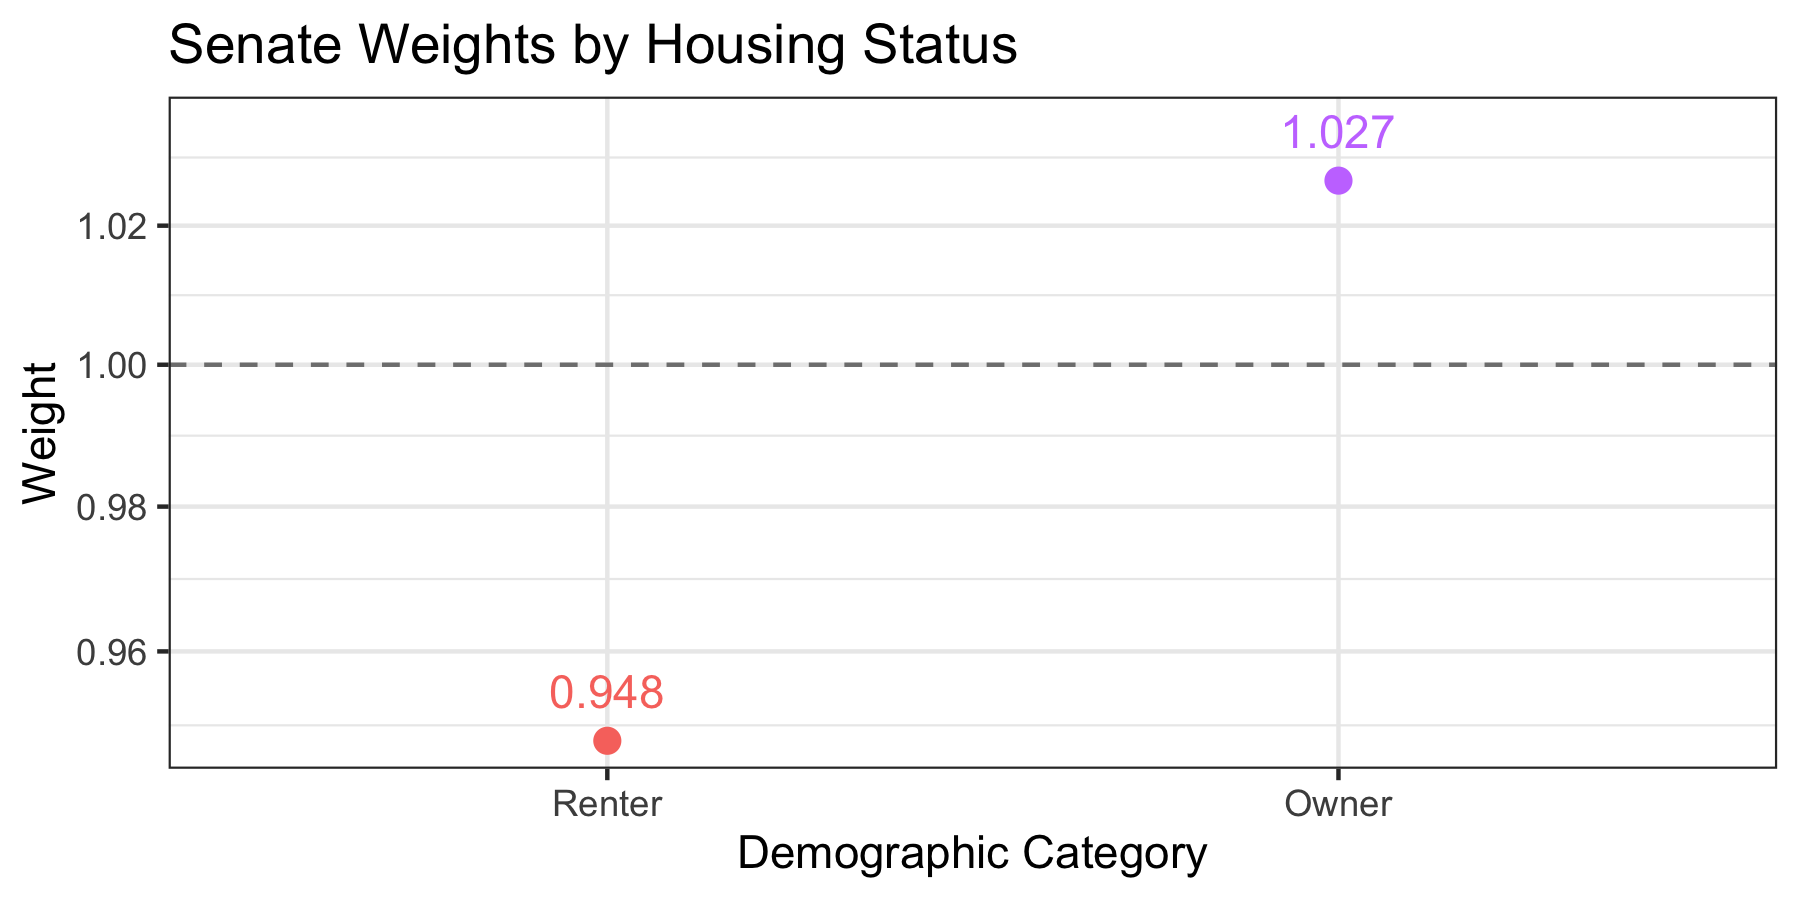 Senate Weights by Housing Status
1.027
1.02
1.00
0.98
0.96
0.948
Weight
Renter
Owner
Demographic Category